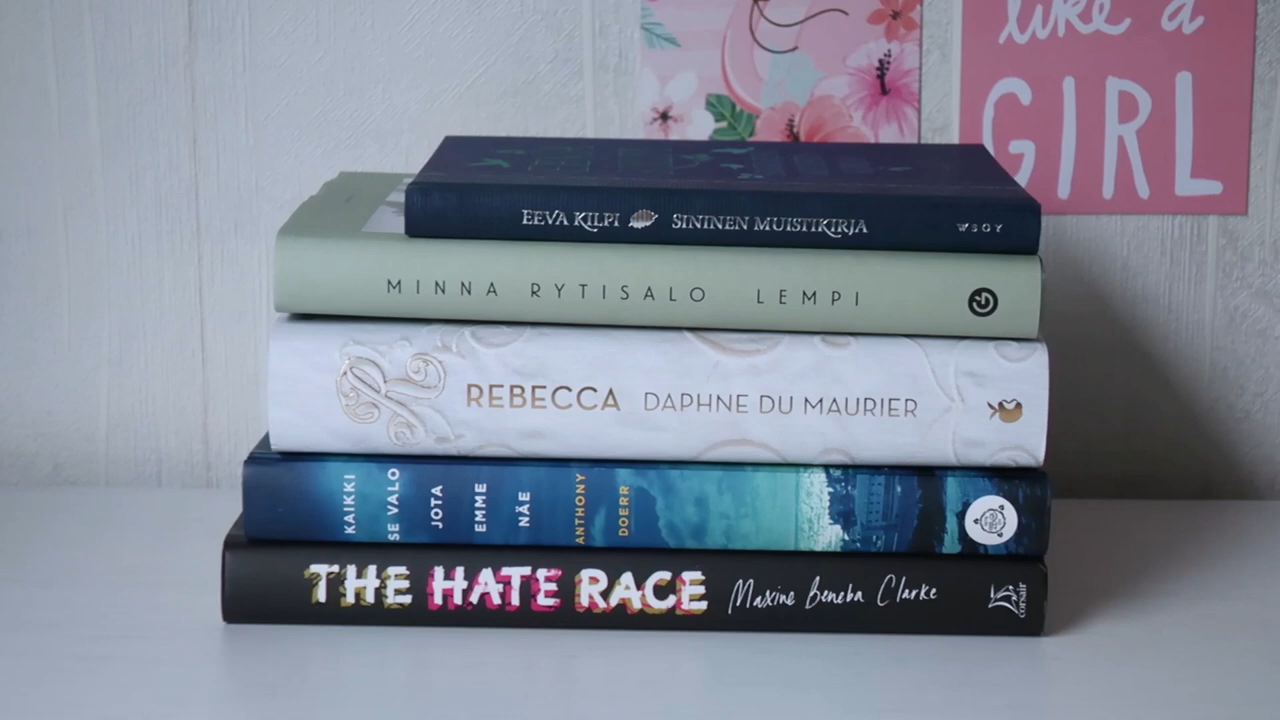 like a
GIRL
EEVA KILPI SININEN MUISTIKIRJA WSOY
MINNA RYTISALO LEMPI
REBECCA DAPHNE DU MAURIER
KAIKKI SE VALO JOTA EMME NÄE ANTHONY DOERR
THE HATE RACE Maxine Beneba Clarke corsair